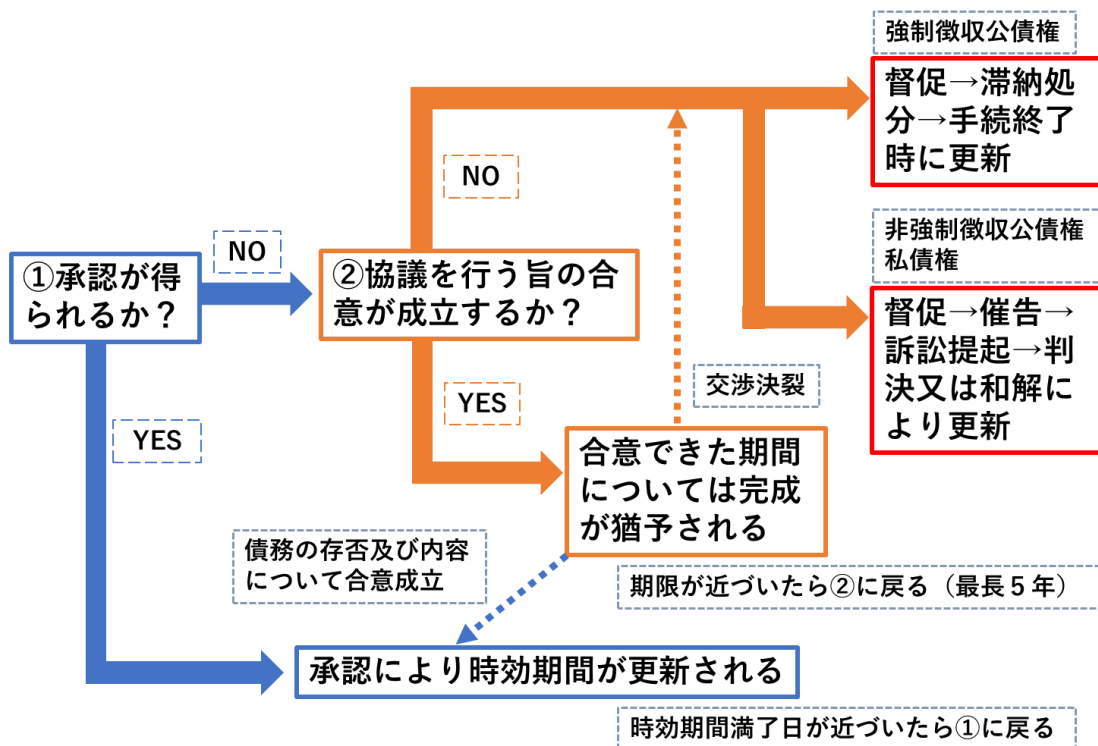 強制徴収公債権
督促→滞納処
分→手続終了
時に更新
NO
非強制徴収公債権
私債権
NO
①承認が得
られるか？
②協議を行う旨の合
意が成立するか？
督促→催告→
訴訟提起→判
決又は和解に
より更新
交渉決裂
YES
YES
合意できた期間
については完成
が猶予される
債務の存否及び内容
について合意成立
期限が近づいたら②に戻る（最長５年）
承認により時効期間が更新される
時効期間満了日が近づいたら①に戻る